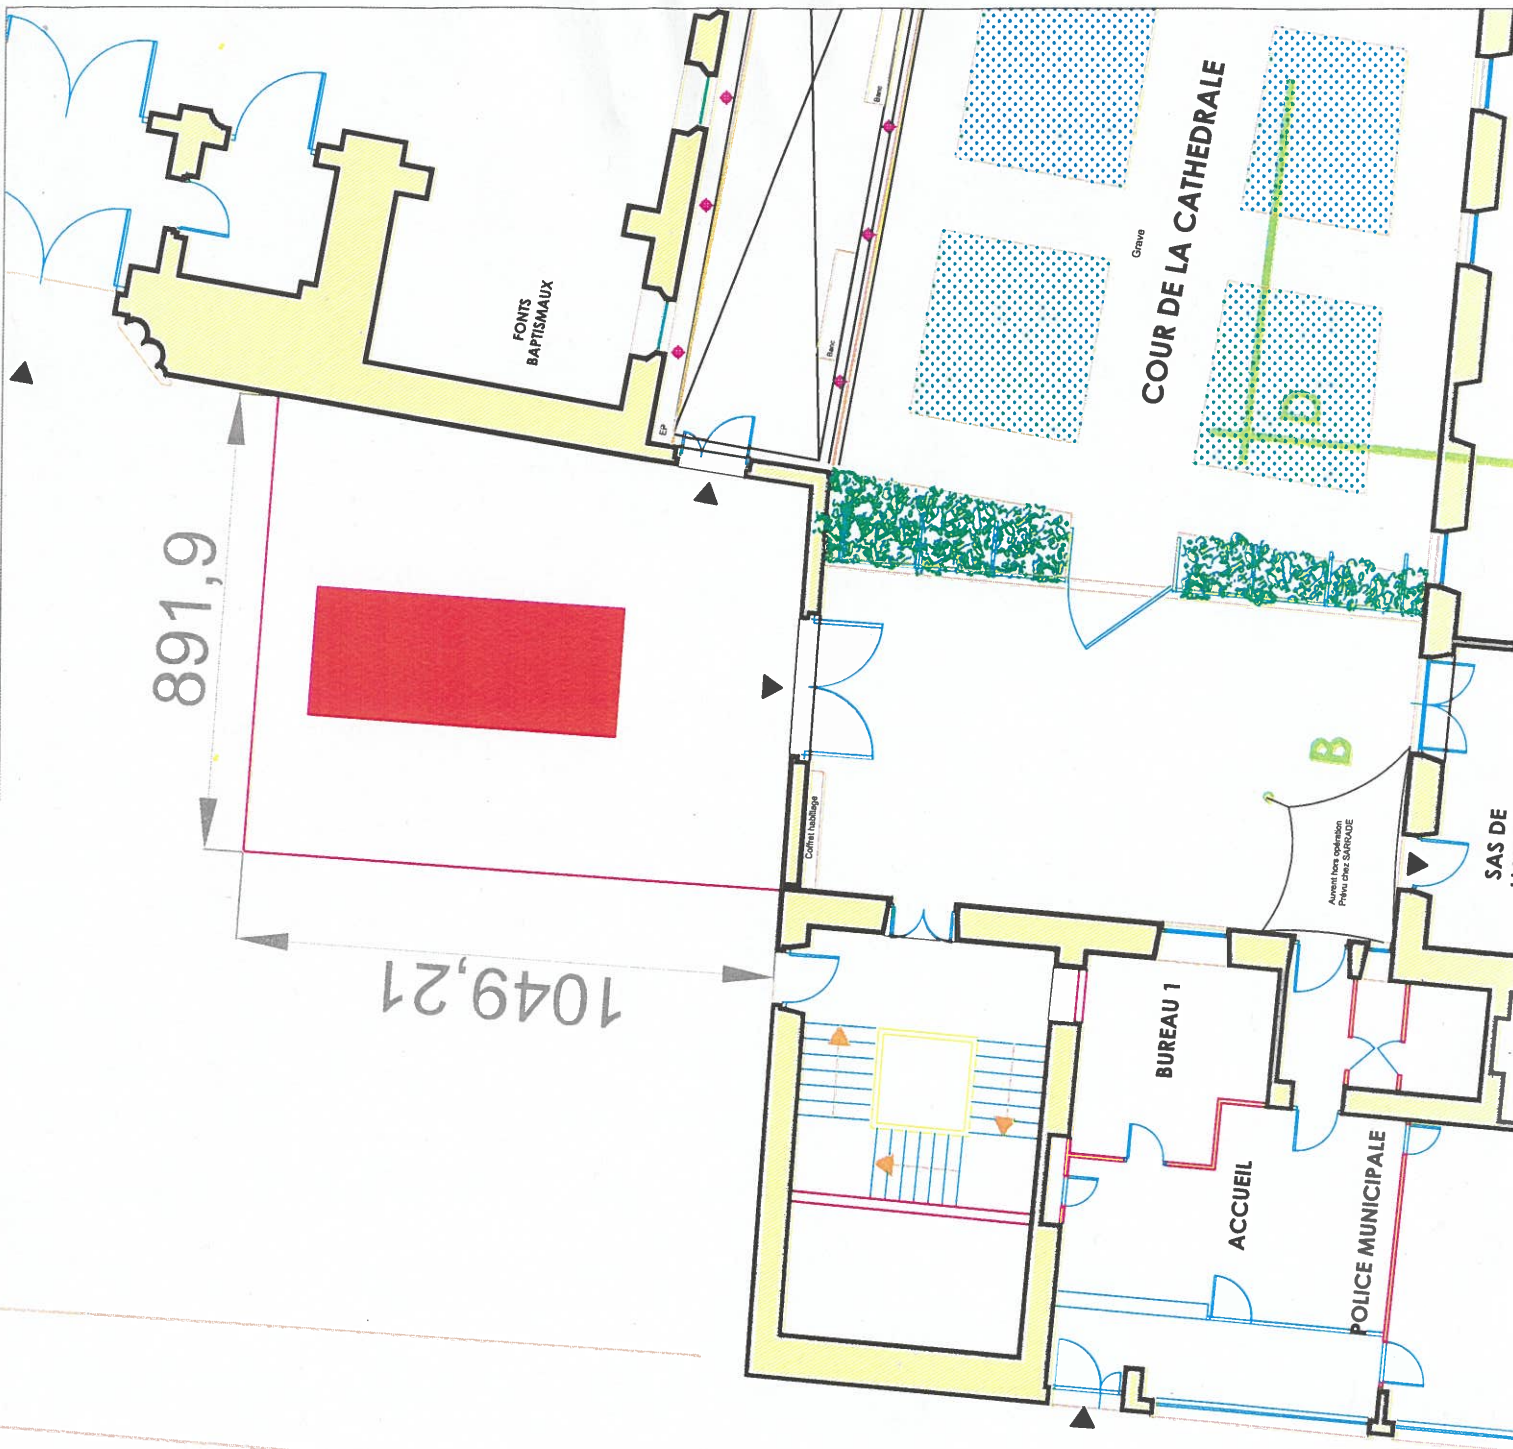 FONTS
BAPTISMAUX
EP
Banc
Banc
Grave
COUR DE LA CATHEDRALE
D
891,9
1049,21
Coffret habillage
B
Auvent hors opération
Prévu chez SARRADE
SAS DE
BUREAU 1
ACCUEIL
POLICE MUNICIPALE